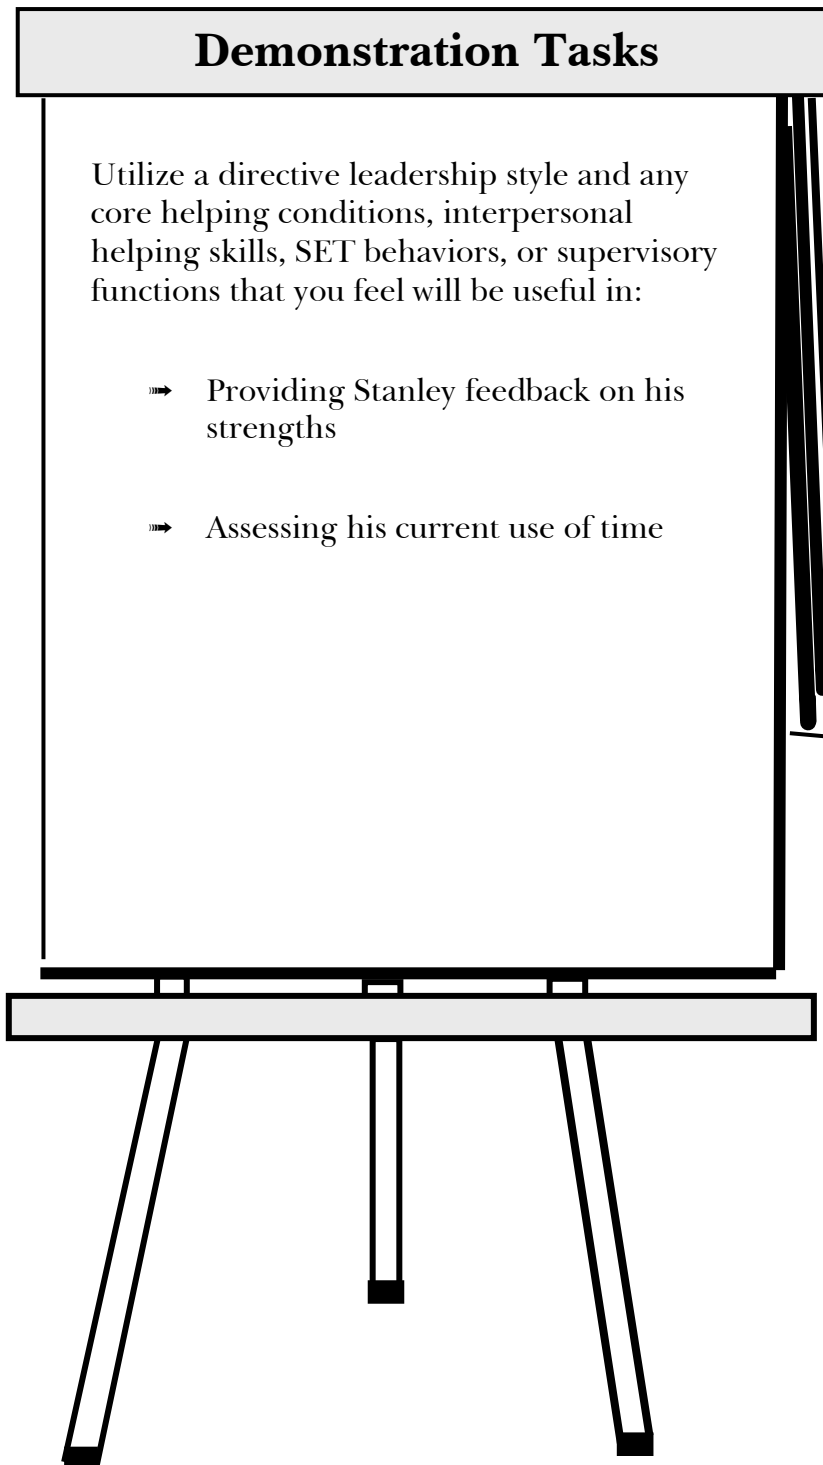 Demonstration Tasks
Utilize a directive leadership style and any
core helping conditions, interpersonal
helping skills, SET behaviors, or supervisory
functions that you feel will be useful in:
➠ Providing Stanley feedback on his
strengths
➠ Assessing his current use of time